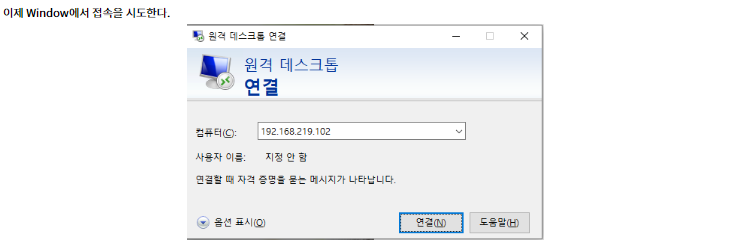 이제 Window에서 접속을 시도한다.
원격 데스크톱 연결
원격 데스크톱
연결
컴퓨터(C): 192.168.219.102
사용자 이름: 지정 안 함
연결할 때 자격 증명을 묻는 메시지가 나타납니다.
옵션 표시(O) 연결(N) 도움말(H)